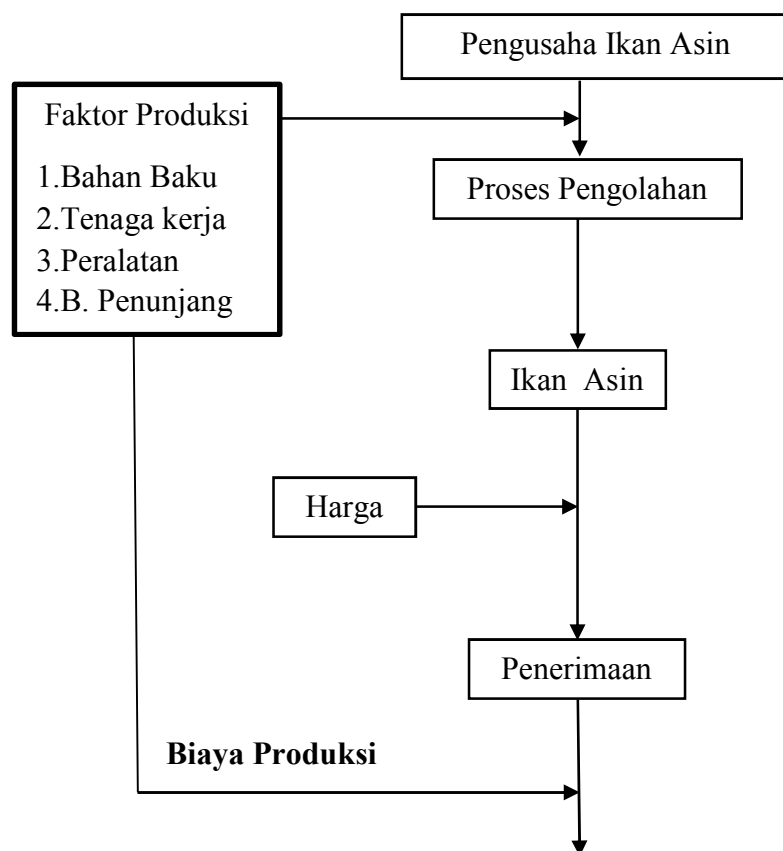 Pengusaha Ikan Asin
Faktor Produksi
1.Bahan Baku
2.Tenaga kerja
3.Peralatan
4.B. Penunjang
Proses Pengolahan
Ikan Asin
Harga
Penerimaan
Biaya Produksi